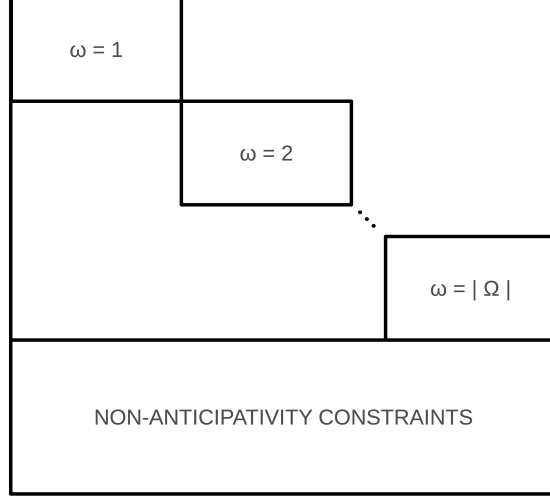 ω = 1
ω = 2
ω = | Ω |
NON-ANTICIPATIVITY CONSTRAINTS